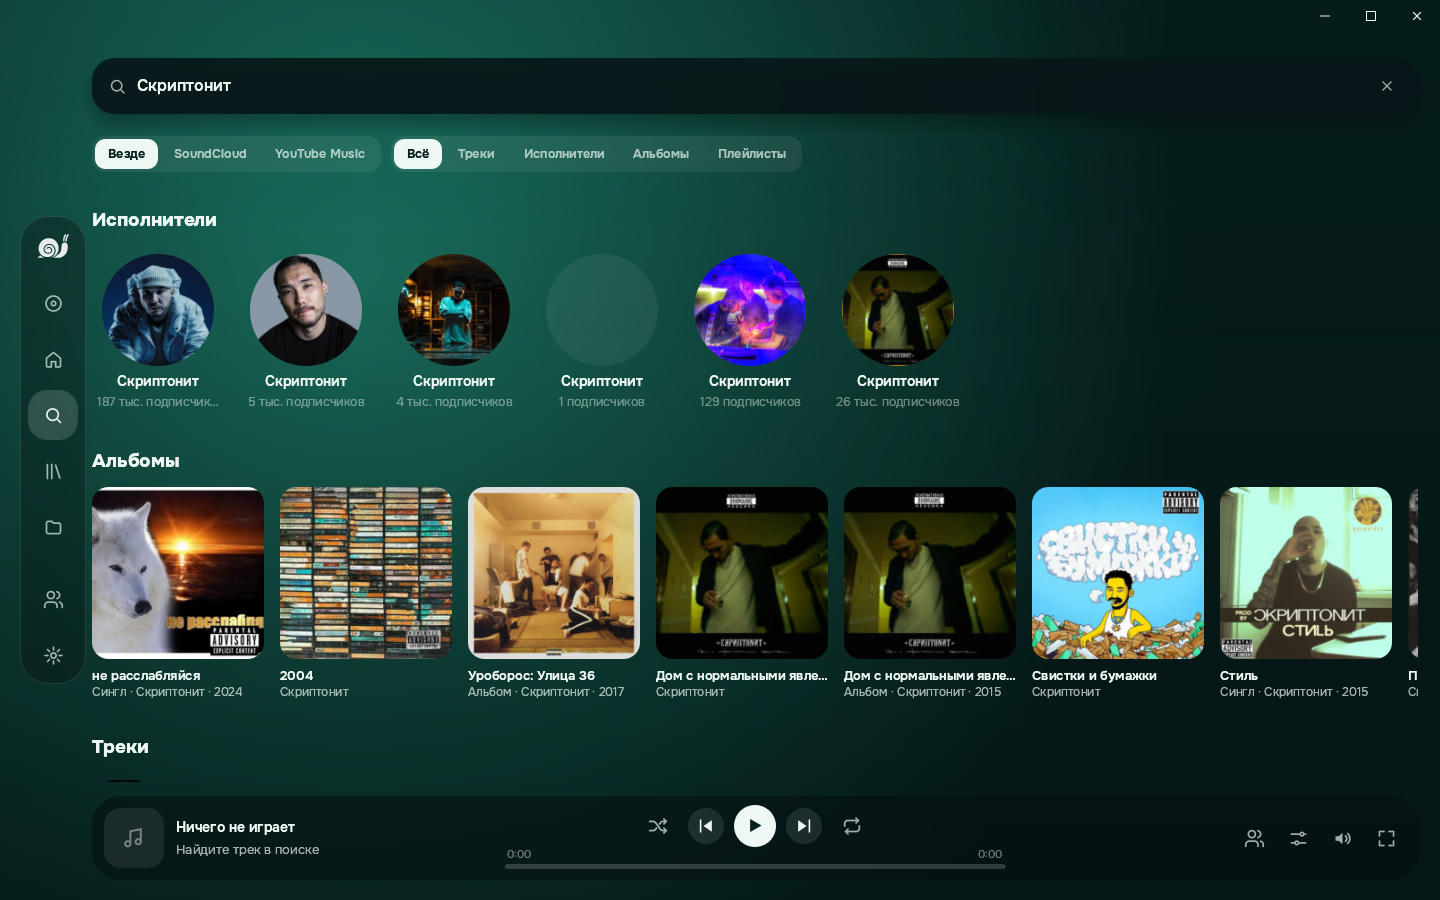 Скриптонит
Везде SoundCloud YouTube Music Всё Треки Исполнители Альбомы Плейлисты
Исполнители
Скриптонит Скриптонит Скриптонит Скриптонит Скриптонит Скриптонит
187 тыс. подписчик... 5 тыс. подписчиков 4 тыс. подписчиков 1 подписчиков 129 подписчиков 26 тыс. подписчиков
Альбомы
не расслабляйся 2004 Уроборос: Улица 36 Дом с нормальными явле... Дом с нормальными явле... Свистки и бумажки Стиль
Сингл · Скриптонит · 2024 Скриптонит Альбом · Скриптонит · 2017 Скриптонит Альбом · Скриптонит · 2015 Скриптонит Сингл · Скриптонит · 2015
Треки
Ничего не играет
Найдите трек в поиске
0:00 0:00